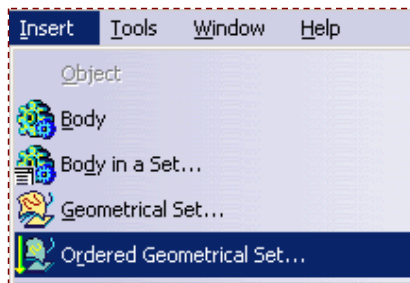 Insert Tools Window Help
Object
Body
Body in a Set...
Geometrical Set...
Ordered Geometrical Set...